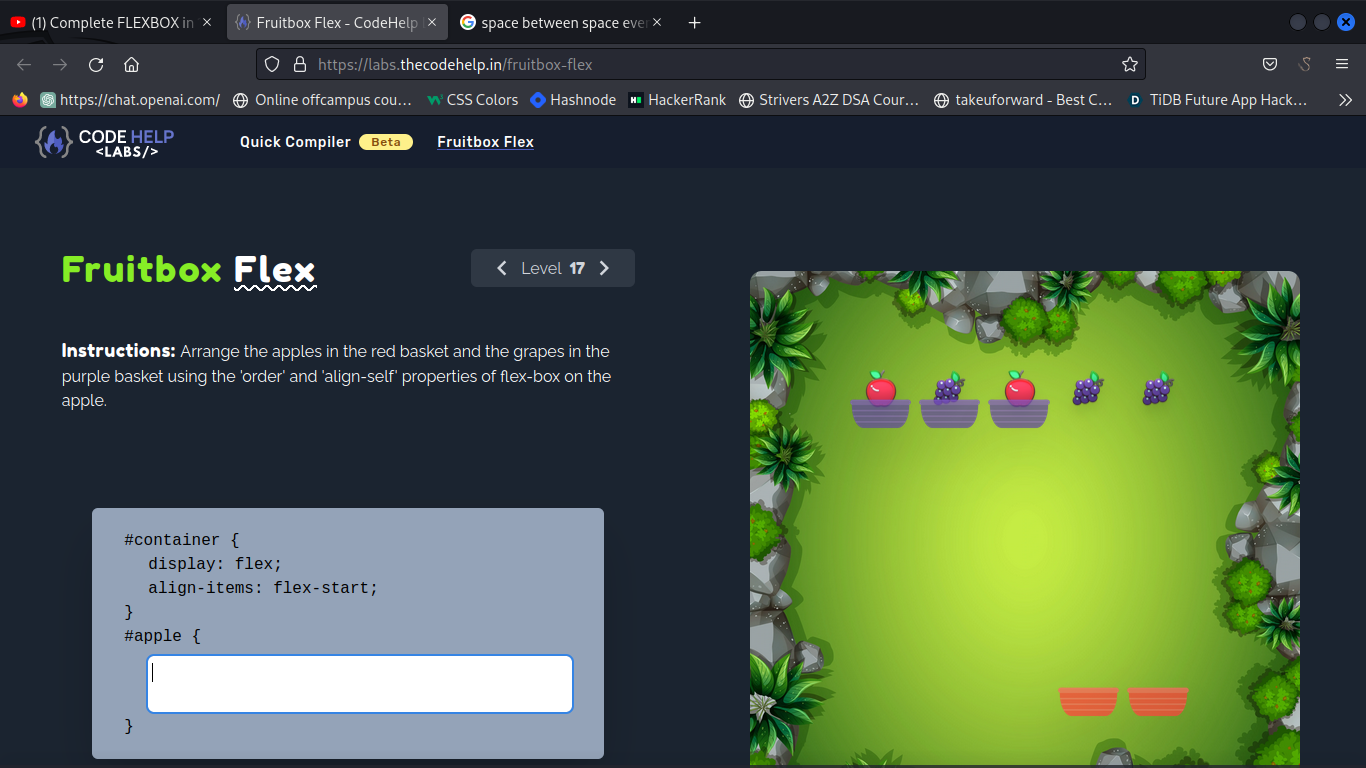 (1) Complete FLEXBOX in
Fruitbox Flex - CodeHelp
space between space eve
https://labs.thecodehelp.in/fruitbox-flex
https://chat.openai.com/
Online offcampus cou…
CSS Colors
Hashnode
HackerRank
Strivers A2Z DSA Cour…
takeuforward - Best C…
TiDB Future App Hack…
CODE HELP
<LABS/>
Quick Compiler
Beta
Fruitbox Flex
Fruitbox Flex
Level 17
Instructions: Arrange the apples in the red basket and the grapes in the
purple basket using the 'order' and 'align-self' properties of flex-box on the
apple.
#container {
display: flex;
align-items: flex-start;
}
#apple {
}